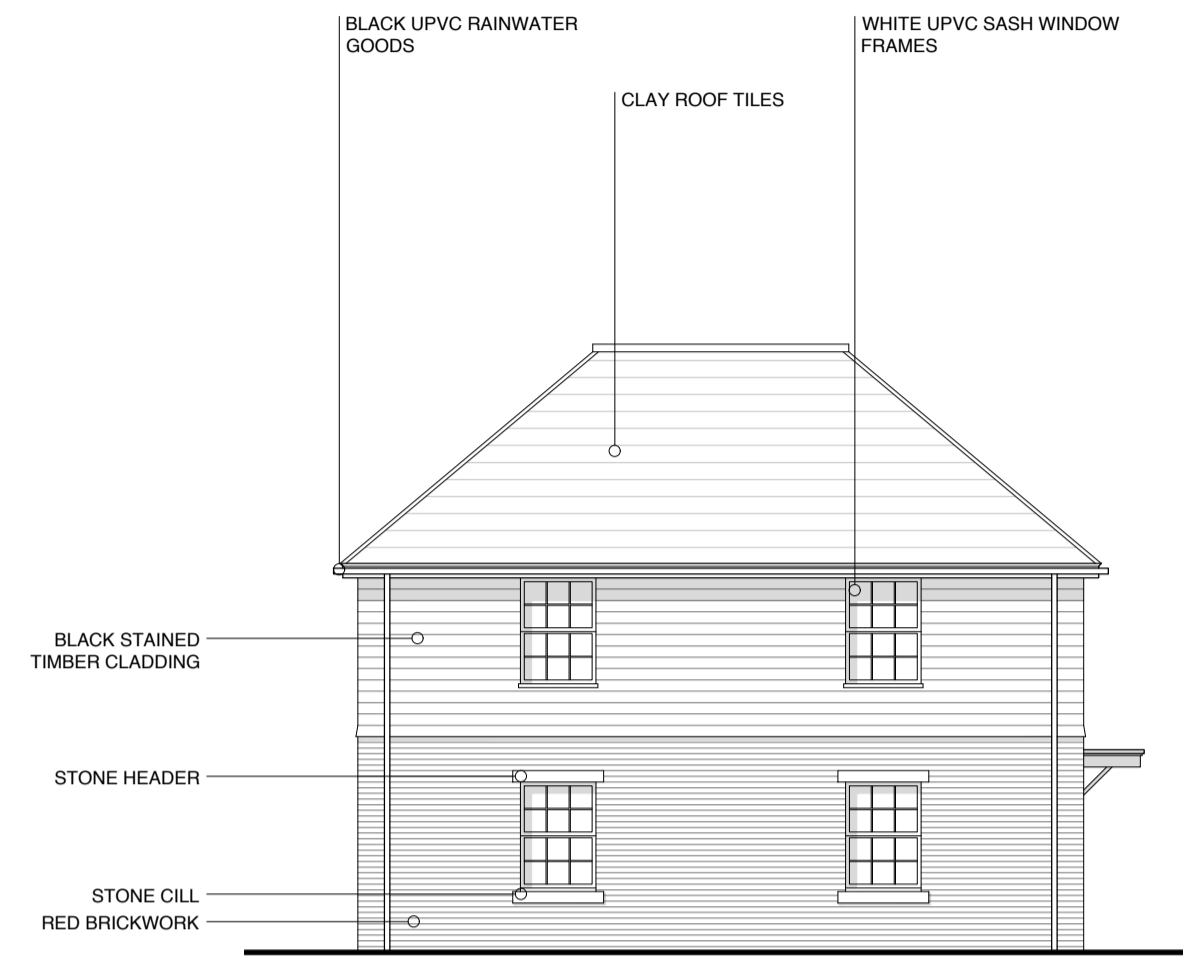 BLACK UPVC RAINWATER
GOODS
WHITE UPVC SASH WINDOW
FRAMES
CLAY ROOF TILES
BLACK STAINED
TIMBER CLADDING
STONE HEADER
STONE CILL
RED BRICKWORK